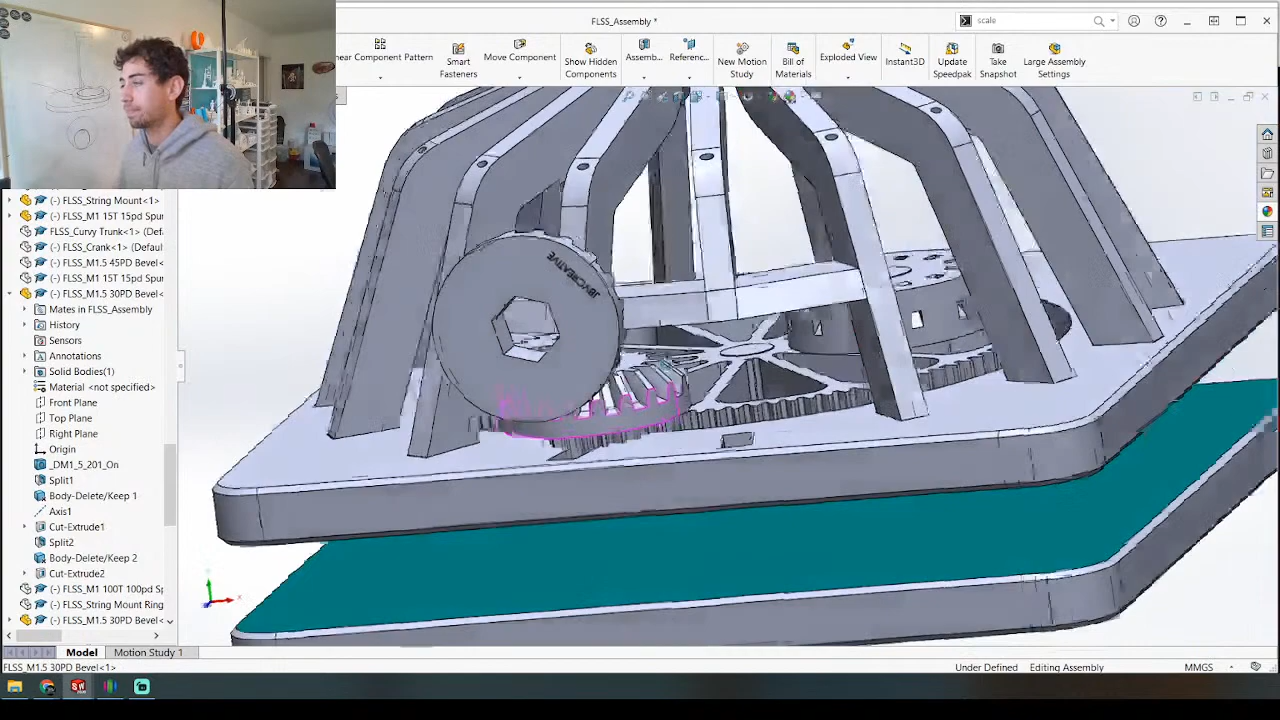 FLSS_Assembly *
scale
near Component Pattern
Smart
Fasteners
Move Component
Show Hidden
Components
Assemb...
Referenc...
New Motion
Study
Bill of
Materials
Exploded View
Instant3D
Update
Speedpak
Take
Snapshot
Large Assembly
Settings
(-) FLSS_String Mount<1>
(-) FLSS_M1 15T 15pd Spur
FLSS_Curvy Trunk<1> (Def
(-) FLSS_Crank<1> (Defaul
(-) FLSS_M1.5 45PD Bevel<
(-) FLSS_M1 15T 15pd Spur
(-) FLSS_M1.5 30PD Bevel<
Mates in FLSS_Assembly
History
Sensors
Annotations
Solid Bodies(1)
Material <not specified>
Front Plane
Top Plane
Right Plane
Origin
_DM1_5_201_On
Split1
Body-Delete/Keep 1
Axis1
Cut-Extrude1
Split2
Body-Delete/Keep 2
Cut-Extrude2
(-) FLSS_M1 100T 100pd Sp
(-) FLSS_String Mount Ring
(-) FLSS_M1.5 30PD Bevel<
JBVCREATIVE
Model
Motion Study 1
FLSS_M1.5 30PD Bevel<1>
Under Defined
Editing Assembly
MMGS